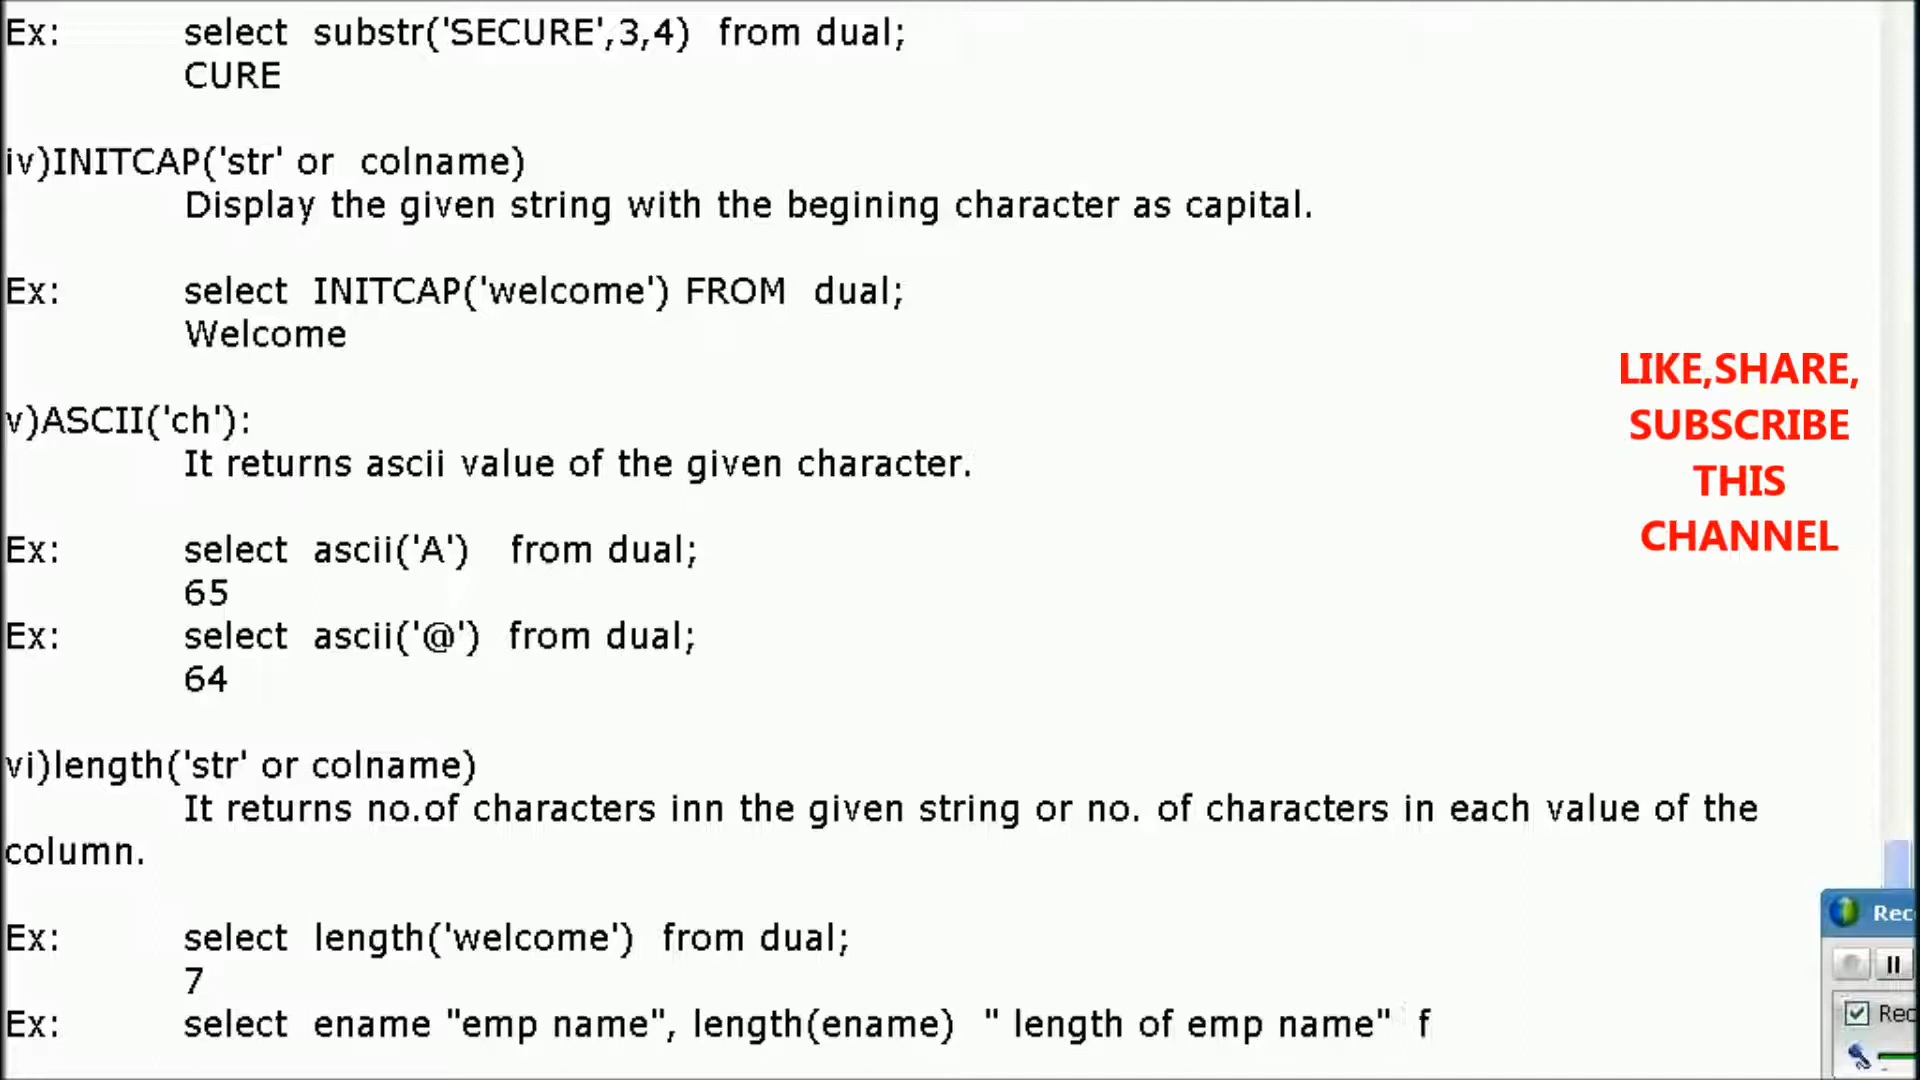 Ex: select substr('SECURE',3,4) from dual;
CURE
iv)INITCAP('str' or colname)
Display the given string with the begining character as capital.
Ex: select INITCAP('welcome') FROM dual;
Welcome
v)ASCII('ch'):
It returns ascii value of the given character.
Ex: select ascii('A') from dual;
65
Ex: select ascii('@') from dual;
64
vi)length('str' or colname)
It returns no.of characters inn the given string or no. of characters in each value of the
column.
Ex: select length('welcome') from dual;
7
Ex: select ename "emp name", length(ename) " length of emp name" f
LIKE,SHARE,
SUBSCRIBE
THIS
CHANNEL
Rec
Rec